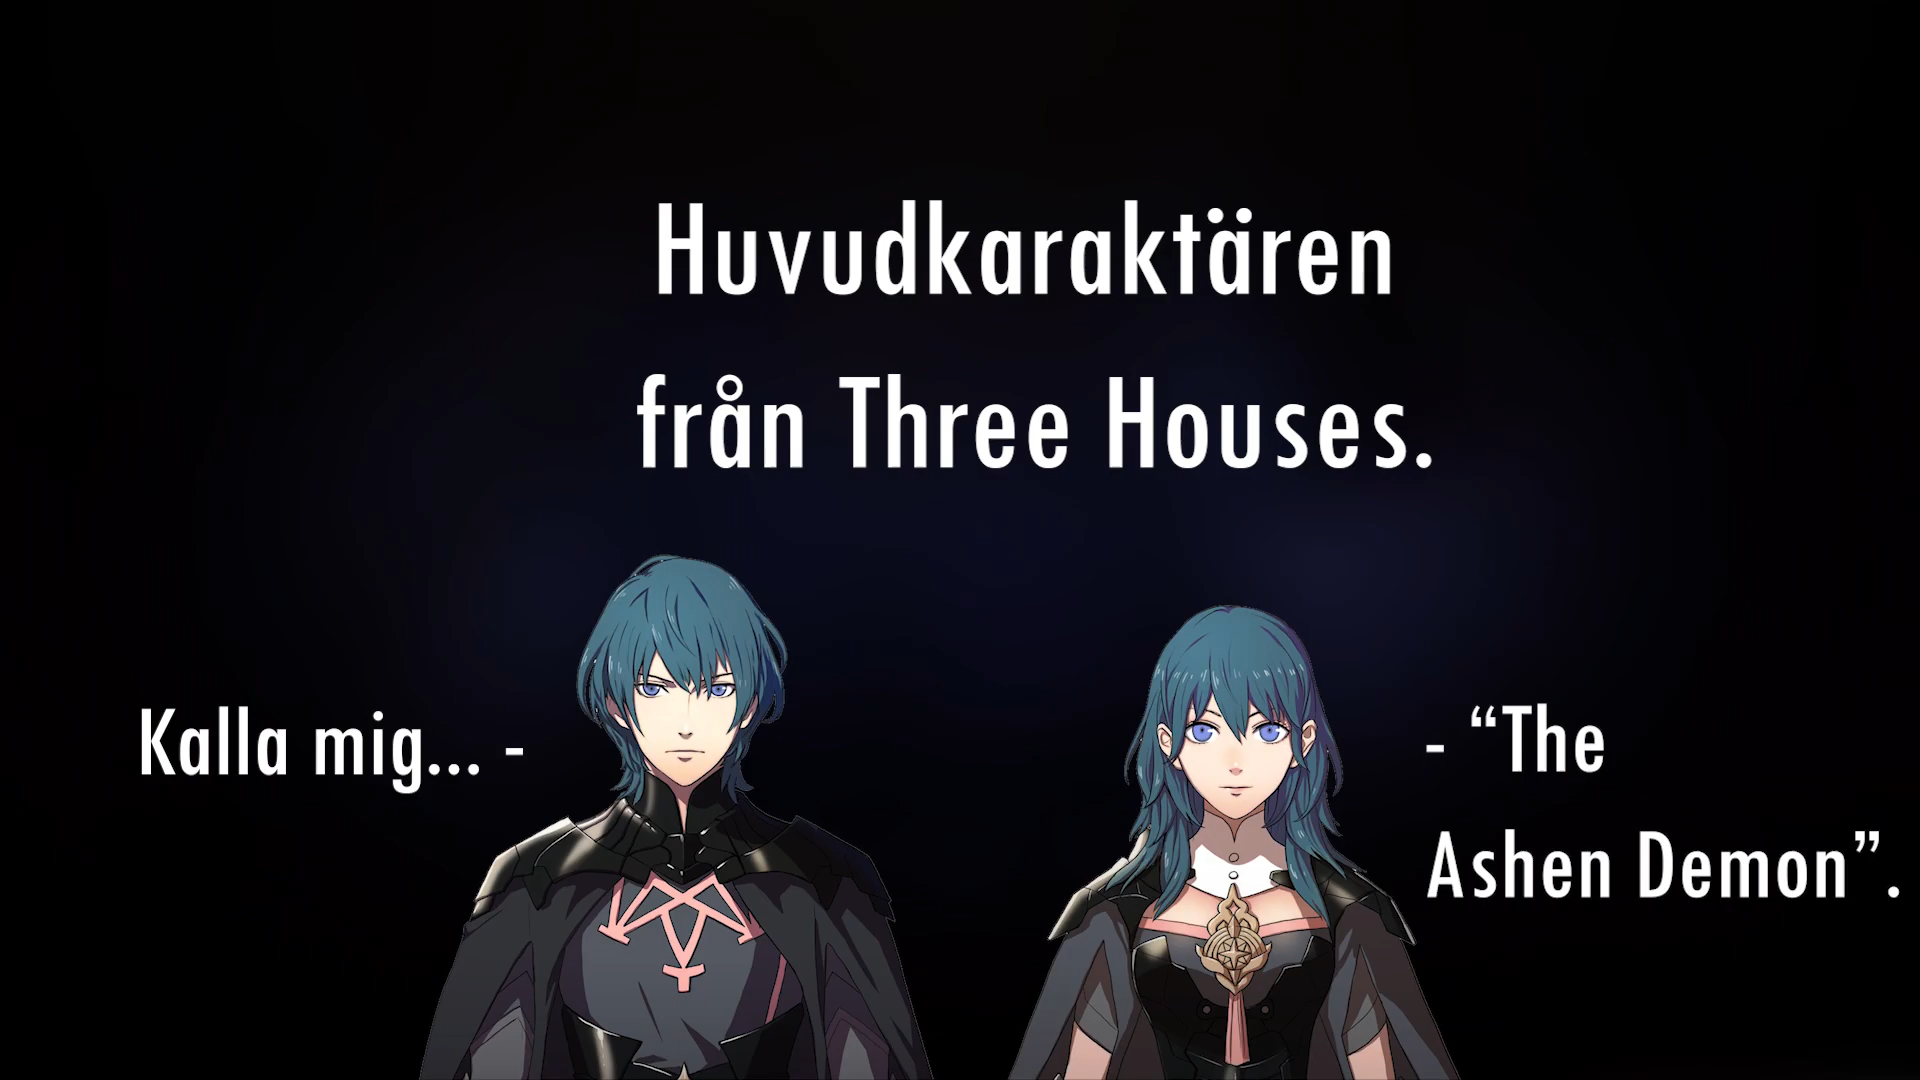 Huvudkaraktären
från Three Houses.
Kalla mig... -
- “The
Ashen Demon”.